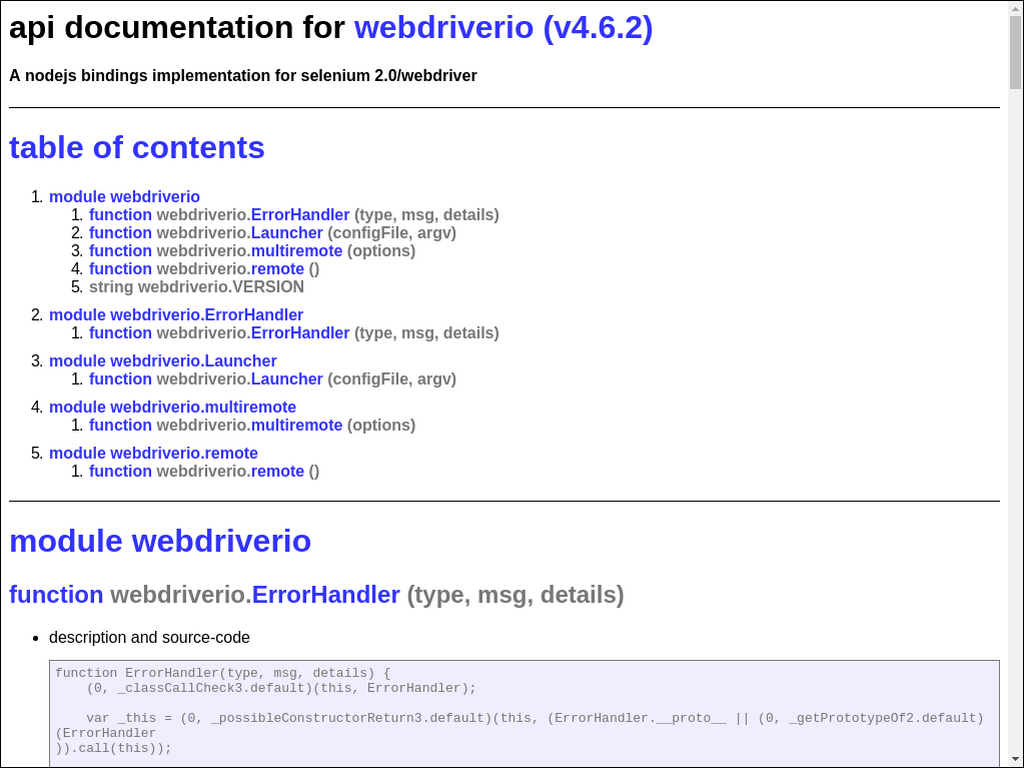 api documentation for webdriverio (v4.6.2)
A nodejs bindings implementation for selenium 2.0/webdriver
table of contents
1. module webdriverio
1. function webdriverio.ErrorHandler (type, msg, details)
2. function webdriverio.Launcher (configFile, argv)
3. function webdriverio.multiremote (options)
4. function webdriverio.remote ()
5. string webdriverio.VERSION
2. module webdriverio.ErrorHandler
1. function webdriverio.ErrorHandler (type, msg, details)
3. module webdriverio.Launcher
1. function webdriverio.Launcher (configFile, argv)
4. module webdriverio.multiremote
1. function webdriverio.multiremote (options)
5. module webdriverio.remote
1. function webdriverio.remote ()
module webdriverio
function webdriverio.ErrorHandler (type, msg, details)
• description and source-code
function ErrorHandler(type, msg, details) {
    (0, _classCallCheck3.default)(this, ErrorHandler);
    var _this = (0, _possibleConstructorReturn3.default)(this, (ErrorHandler.__proto__ || (0, _getPrototypeOf2.default)
(ErrorHandler
)).call(this));